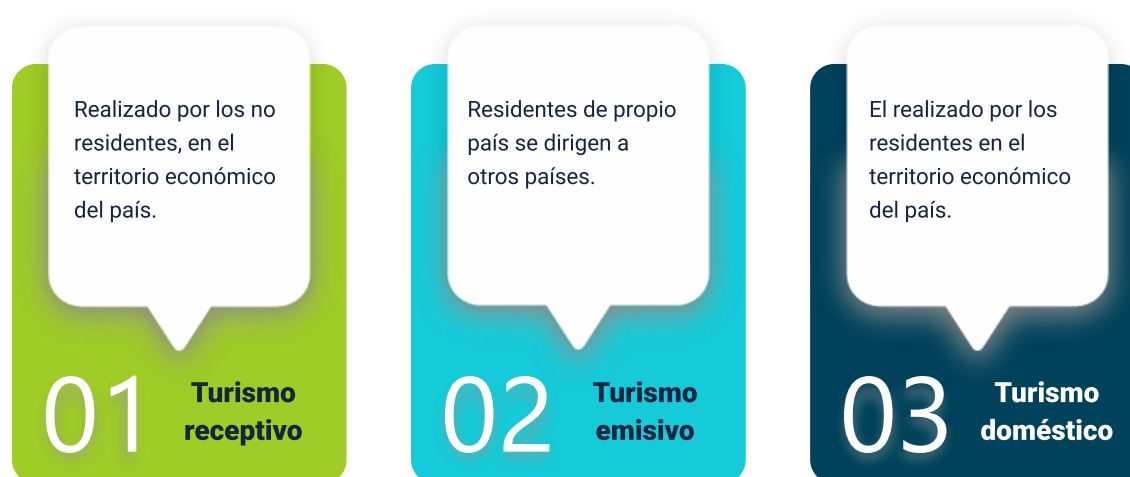 Realizado por los no
residentes, en el
territorio económico
del país.
01
Turismo
receptivo
Residentes de propio
país se dirigen a
otros países.
02
Turismo
emisivo
El realizado por los
residentes en el
territorio económico
del país.
03
Turismo
doméstico